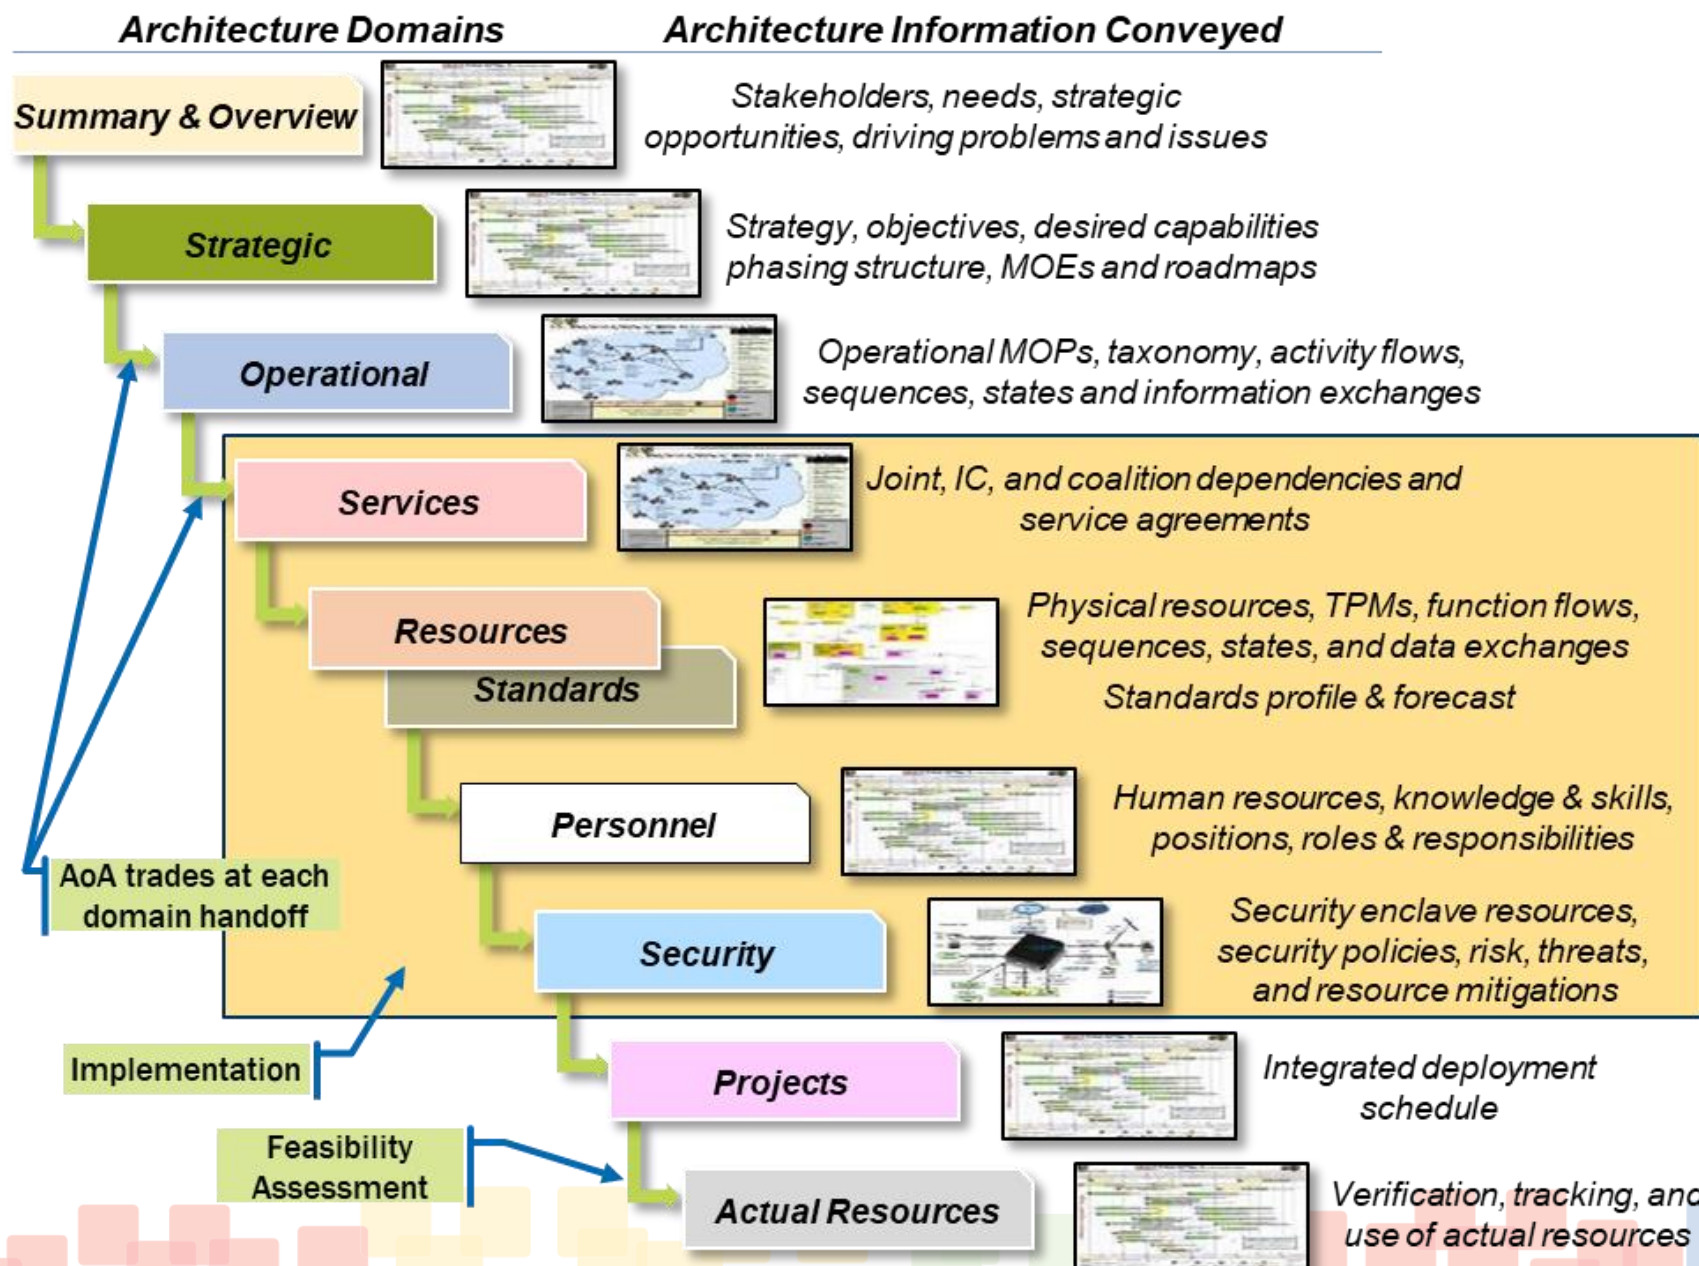 Architecture Domains
Architecture Information Conveyed
Summary & Overview
Stakeholders, needs, strategic
opportunities, driving problems and issues
Strategic
Strategy, objectives, desired capabilities
phasing structure, MOEs and roadmaps
Operational
Operational MOPs, taxonomy, activity flows,
sequences, states and information exchanges
Services
Joint, IC, and coalition dependencies and
service agreements
Resources
Physical resources, TPMs, function flows,
sequences, states, and data exchanges
Standards
Standards profile & forecast
Personnel
Human resources, knowledge & skills,
positions, roles & responsibilities
AoA trades at each
domain handoff
Security
Security enclave resources,
security policies, risk, threats,
and resource mitigations
Implementation
Projects
Integrated deployment
schedule
Feasibility
Assessment
Actual Resources
Verification, tracking, and
use of actual resources